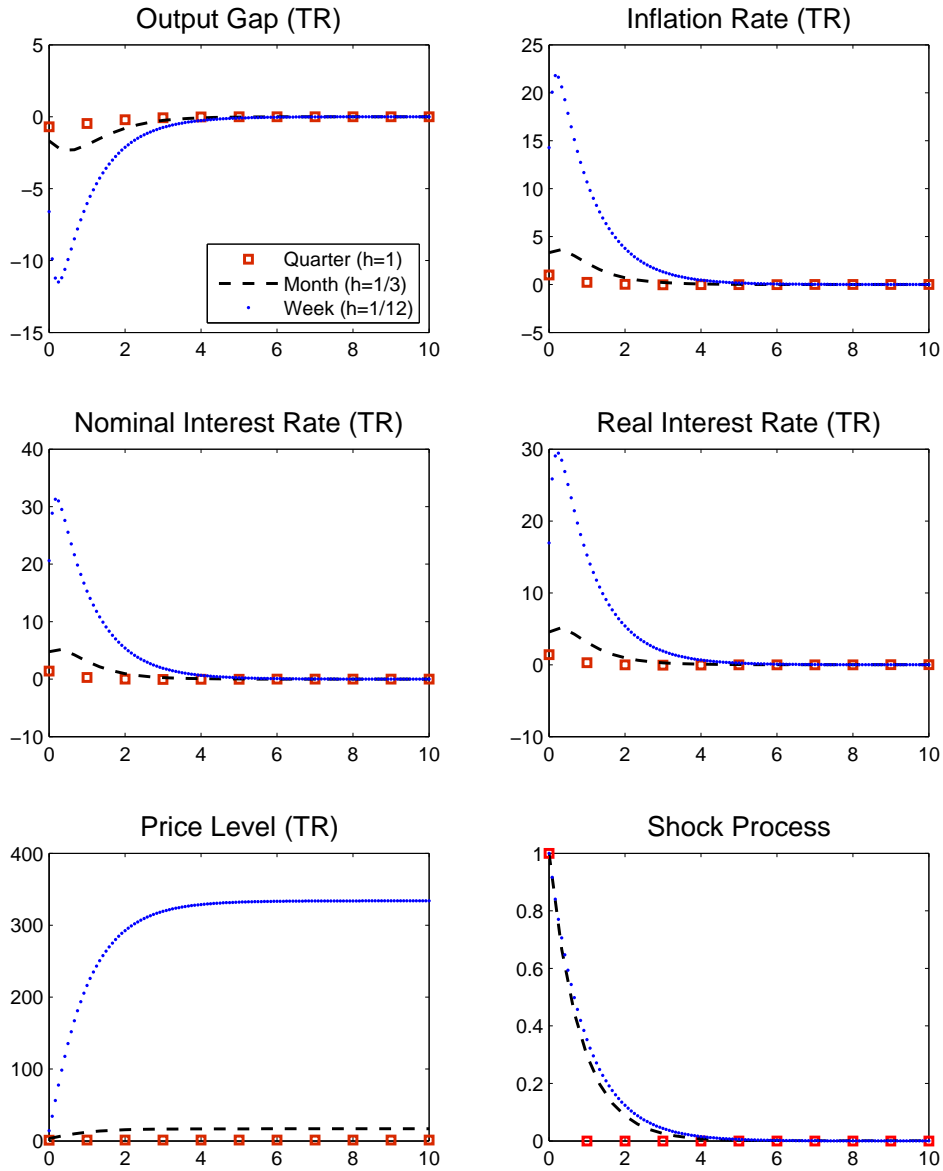 Output Gap (TR)
5
0
−5
−10
−15
0 2 4 6 8 10
Quarter (h=1)
Month (h=1/3)
Week (h=1/12)
Inflation Rate (TR)
25
20
15
10
5
0
−5
0 2 4 6 8 10
Nominal Interest Rate (TR)
40
30
20
10
0
−10
0 2 4 6 8 10
Real Interest Rate (TR)
30
20
10
0
−10
0 2 4 6 8 10
Price Level (TR)
400
300
200
100
0
0 2 4 6 8 10
Shock Process
1
0.8
0.6
0.4
0.2
0
0 2 4 6 8 10